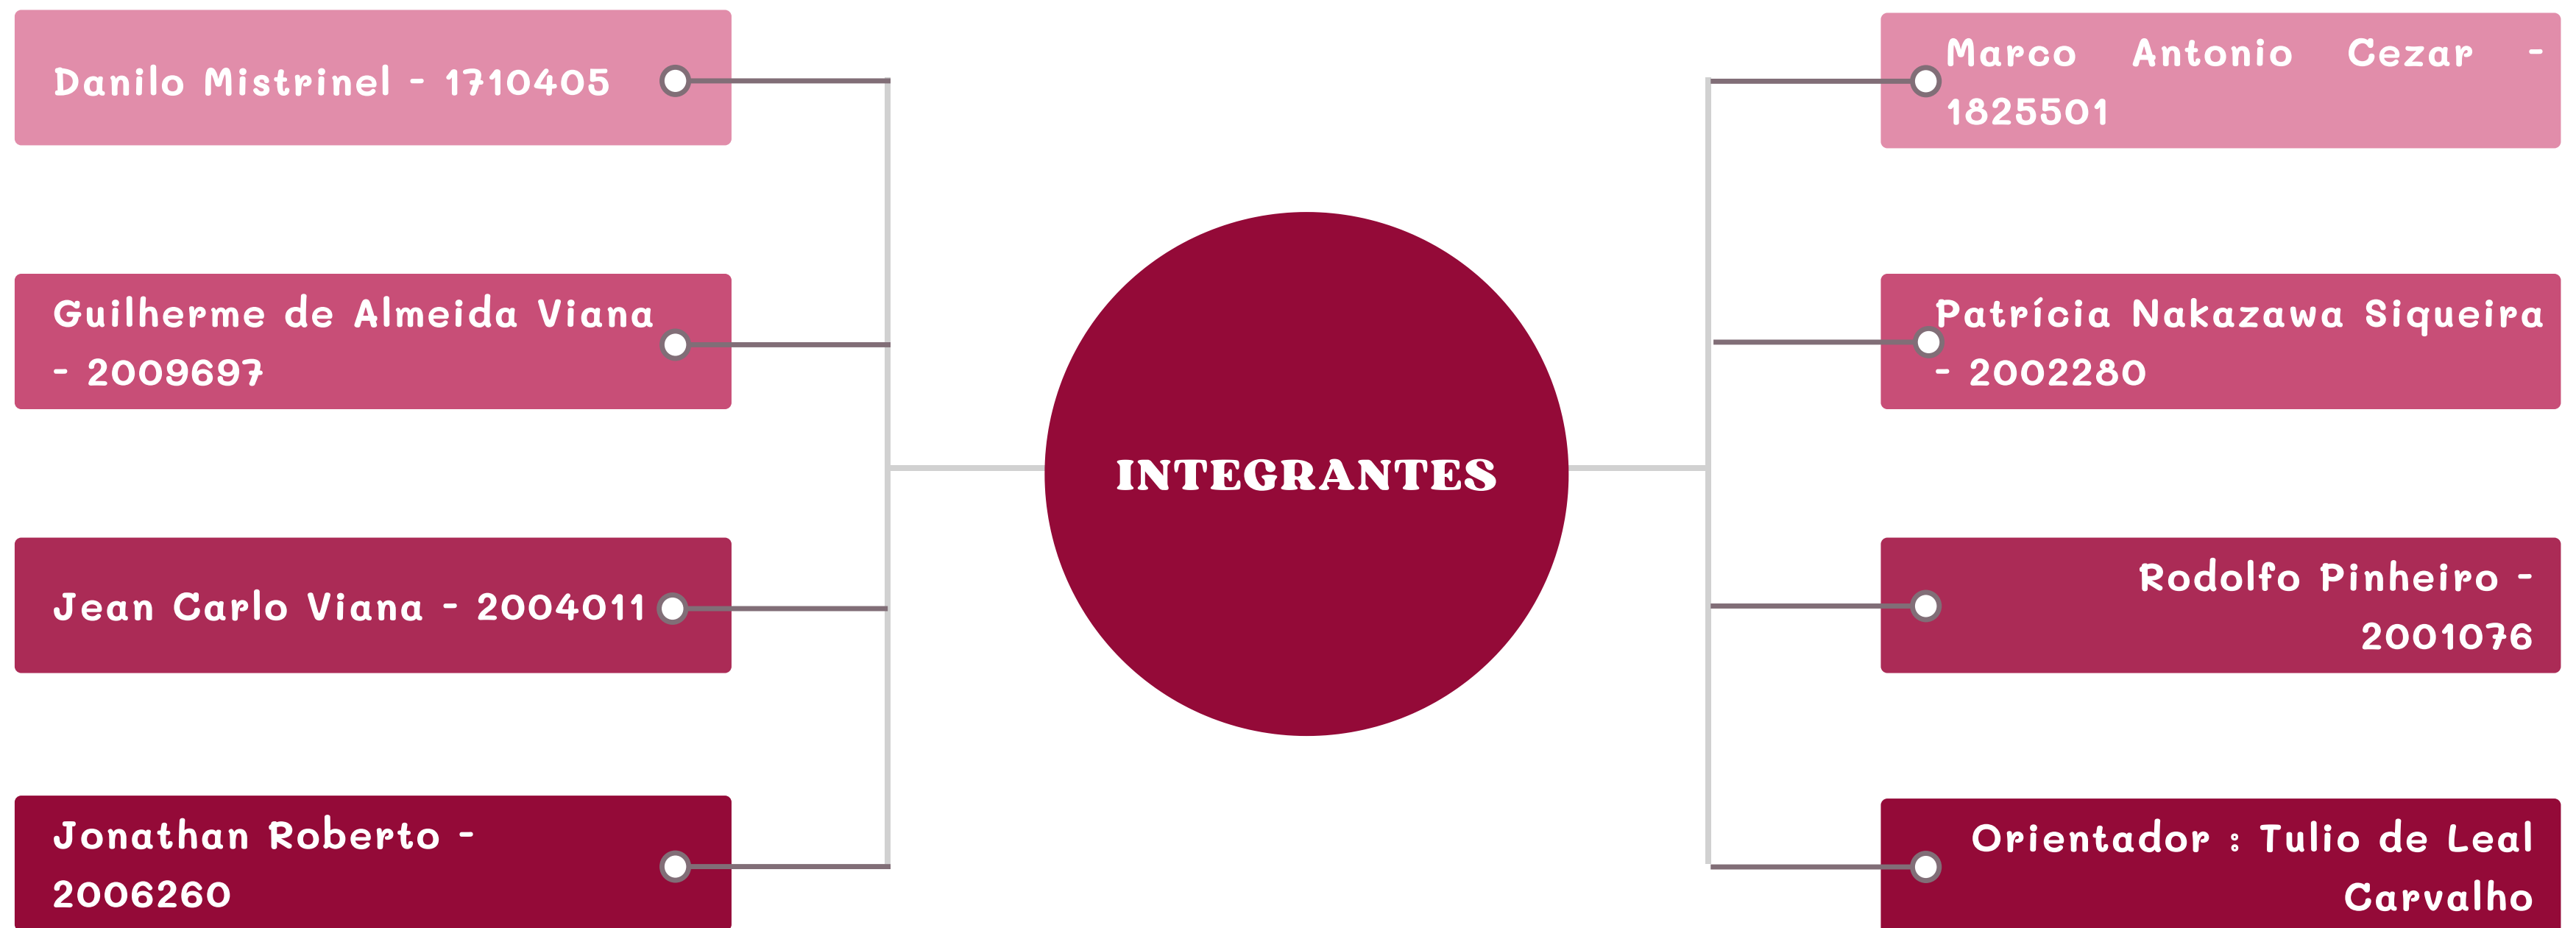 Danilo Mistrinel - 1710405
Guilherme de Almeida Viana
- 2009697
Jean Carlo Viana - 2004011
Jonathan Roberto -
2006260
INTEGRANTES
Marco Antonio Cezar -
1825501
Patrícia Nakazawa Siqueira
- 2002280
Rodolfo Pinheiro -
2001076
Orientador : Tulio de Leal
Carvalho